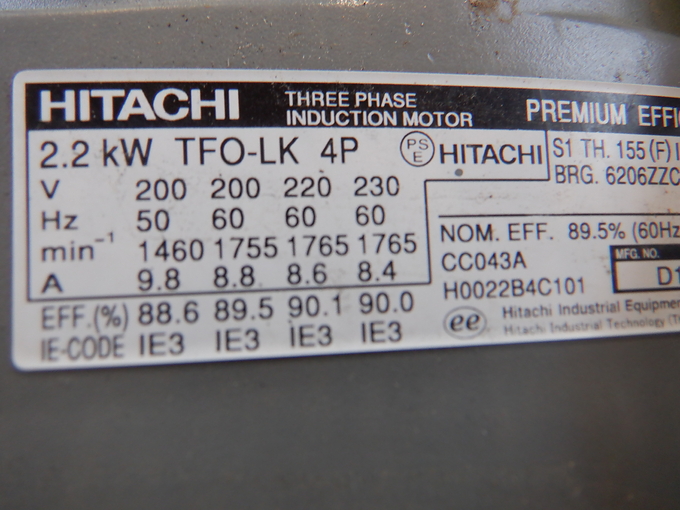 HITACHI THREE PHASE INDUCTION MOTOR PREMIUM EFFI
2.2 kW TFO-LK 4P PS E HITACHI S1 TH. 155 (F) I
BRG. 6206ZZC
V 200 200 220 230
Hz 50 60 60 60
min⁻¹ 1460 1755 1765 1765
A 9.8 8.8. 8.6 8.4
EFF.(%) 88.6 89.5 90.1 90.0
IE-CODE IE3 IE3 IE3 IE3
NOM. EFF. 89.5% (60Hz
CC043A MFG. NO.
H0022B4C101 D1
ee Hitachi Industrial Equipme
Hitachi Industrial Technology (T